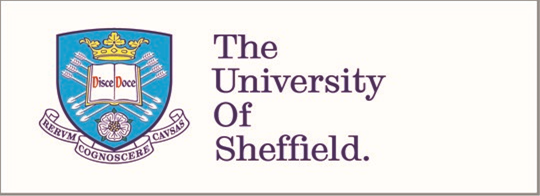 Disce Doce
RERVM COGNOSCERE CAVSAS
The
University
Of
Sheffield.